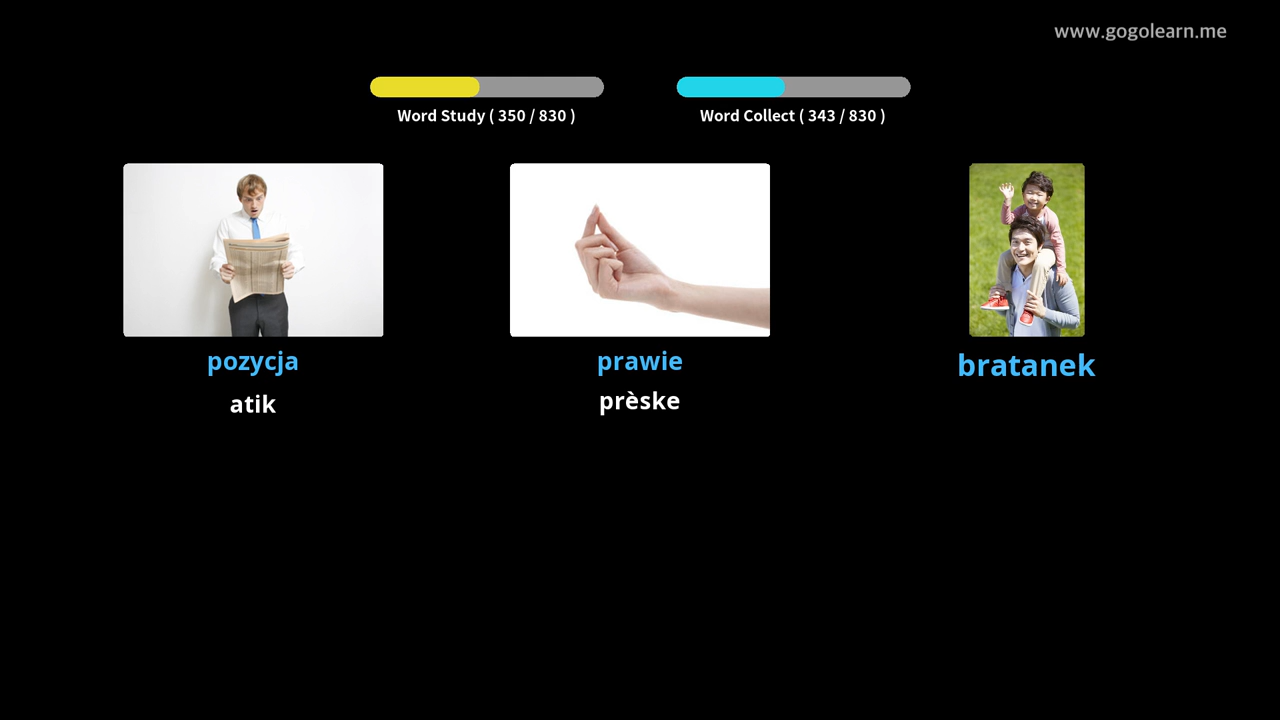 www.gogolearn.me
Word Study ( 350 / 830 )
Word Collect ( 343 / 830 )
pozycja
atik
prawie
prèske
bratanek